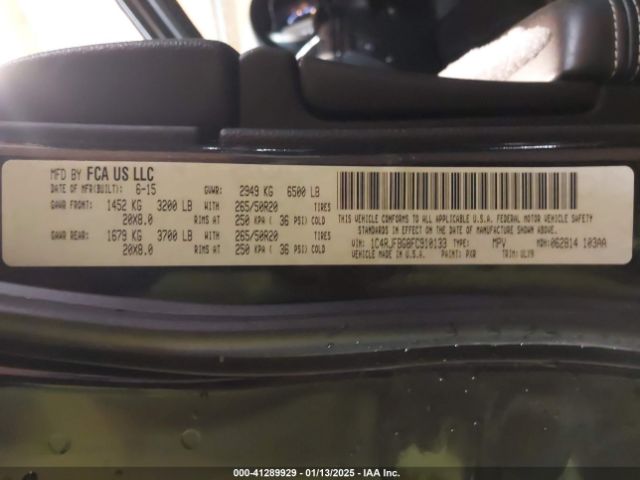 MFD BY FCA US LLC
DATE OF MFR(BUILT): 6-15 GVWR: 2949 KG 6500 LB
GAWR FRONT: 1452 KG 3200 LB WITH 265/50R20 TIRES
20X8.0 RIMS AT 250 KPA ( 36 PSI) COLD
GAWR REAR: 1679 KG 3700 LB WITH 265/50R20 TIRES
20X8.0 RIMS AT 250 KPA ( 36 PSI) COLD
THIS VEHICLE CONFORMS TO ALL APPLICABLE U.S.A. FEDERAL MOTOR VEHICLE SAFETY
STANDARDS IN EFFECT ON THE DATE OF MANUFACTURE SHOWN ABOVE.
VIN: 1C4RJFBG8FC910133 TYPE: MPV MDH: 062814 103AA
VEHICLE MADE IN U.S.A. PAINT: PXR TRIM:
000-41289929 - 01/13/2025 - IAA Inc.